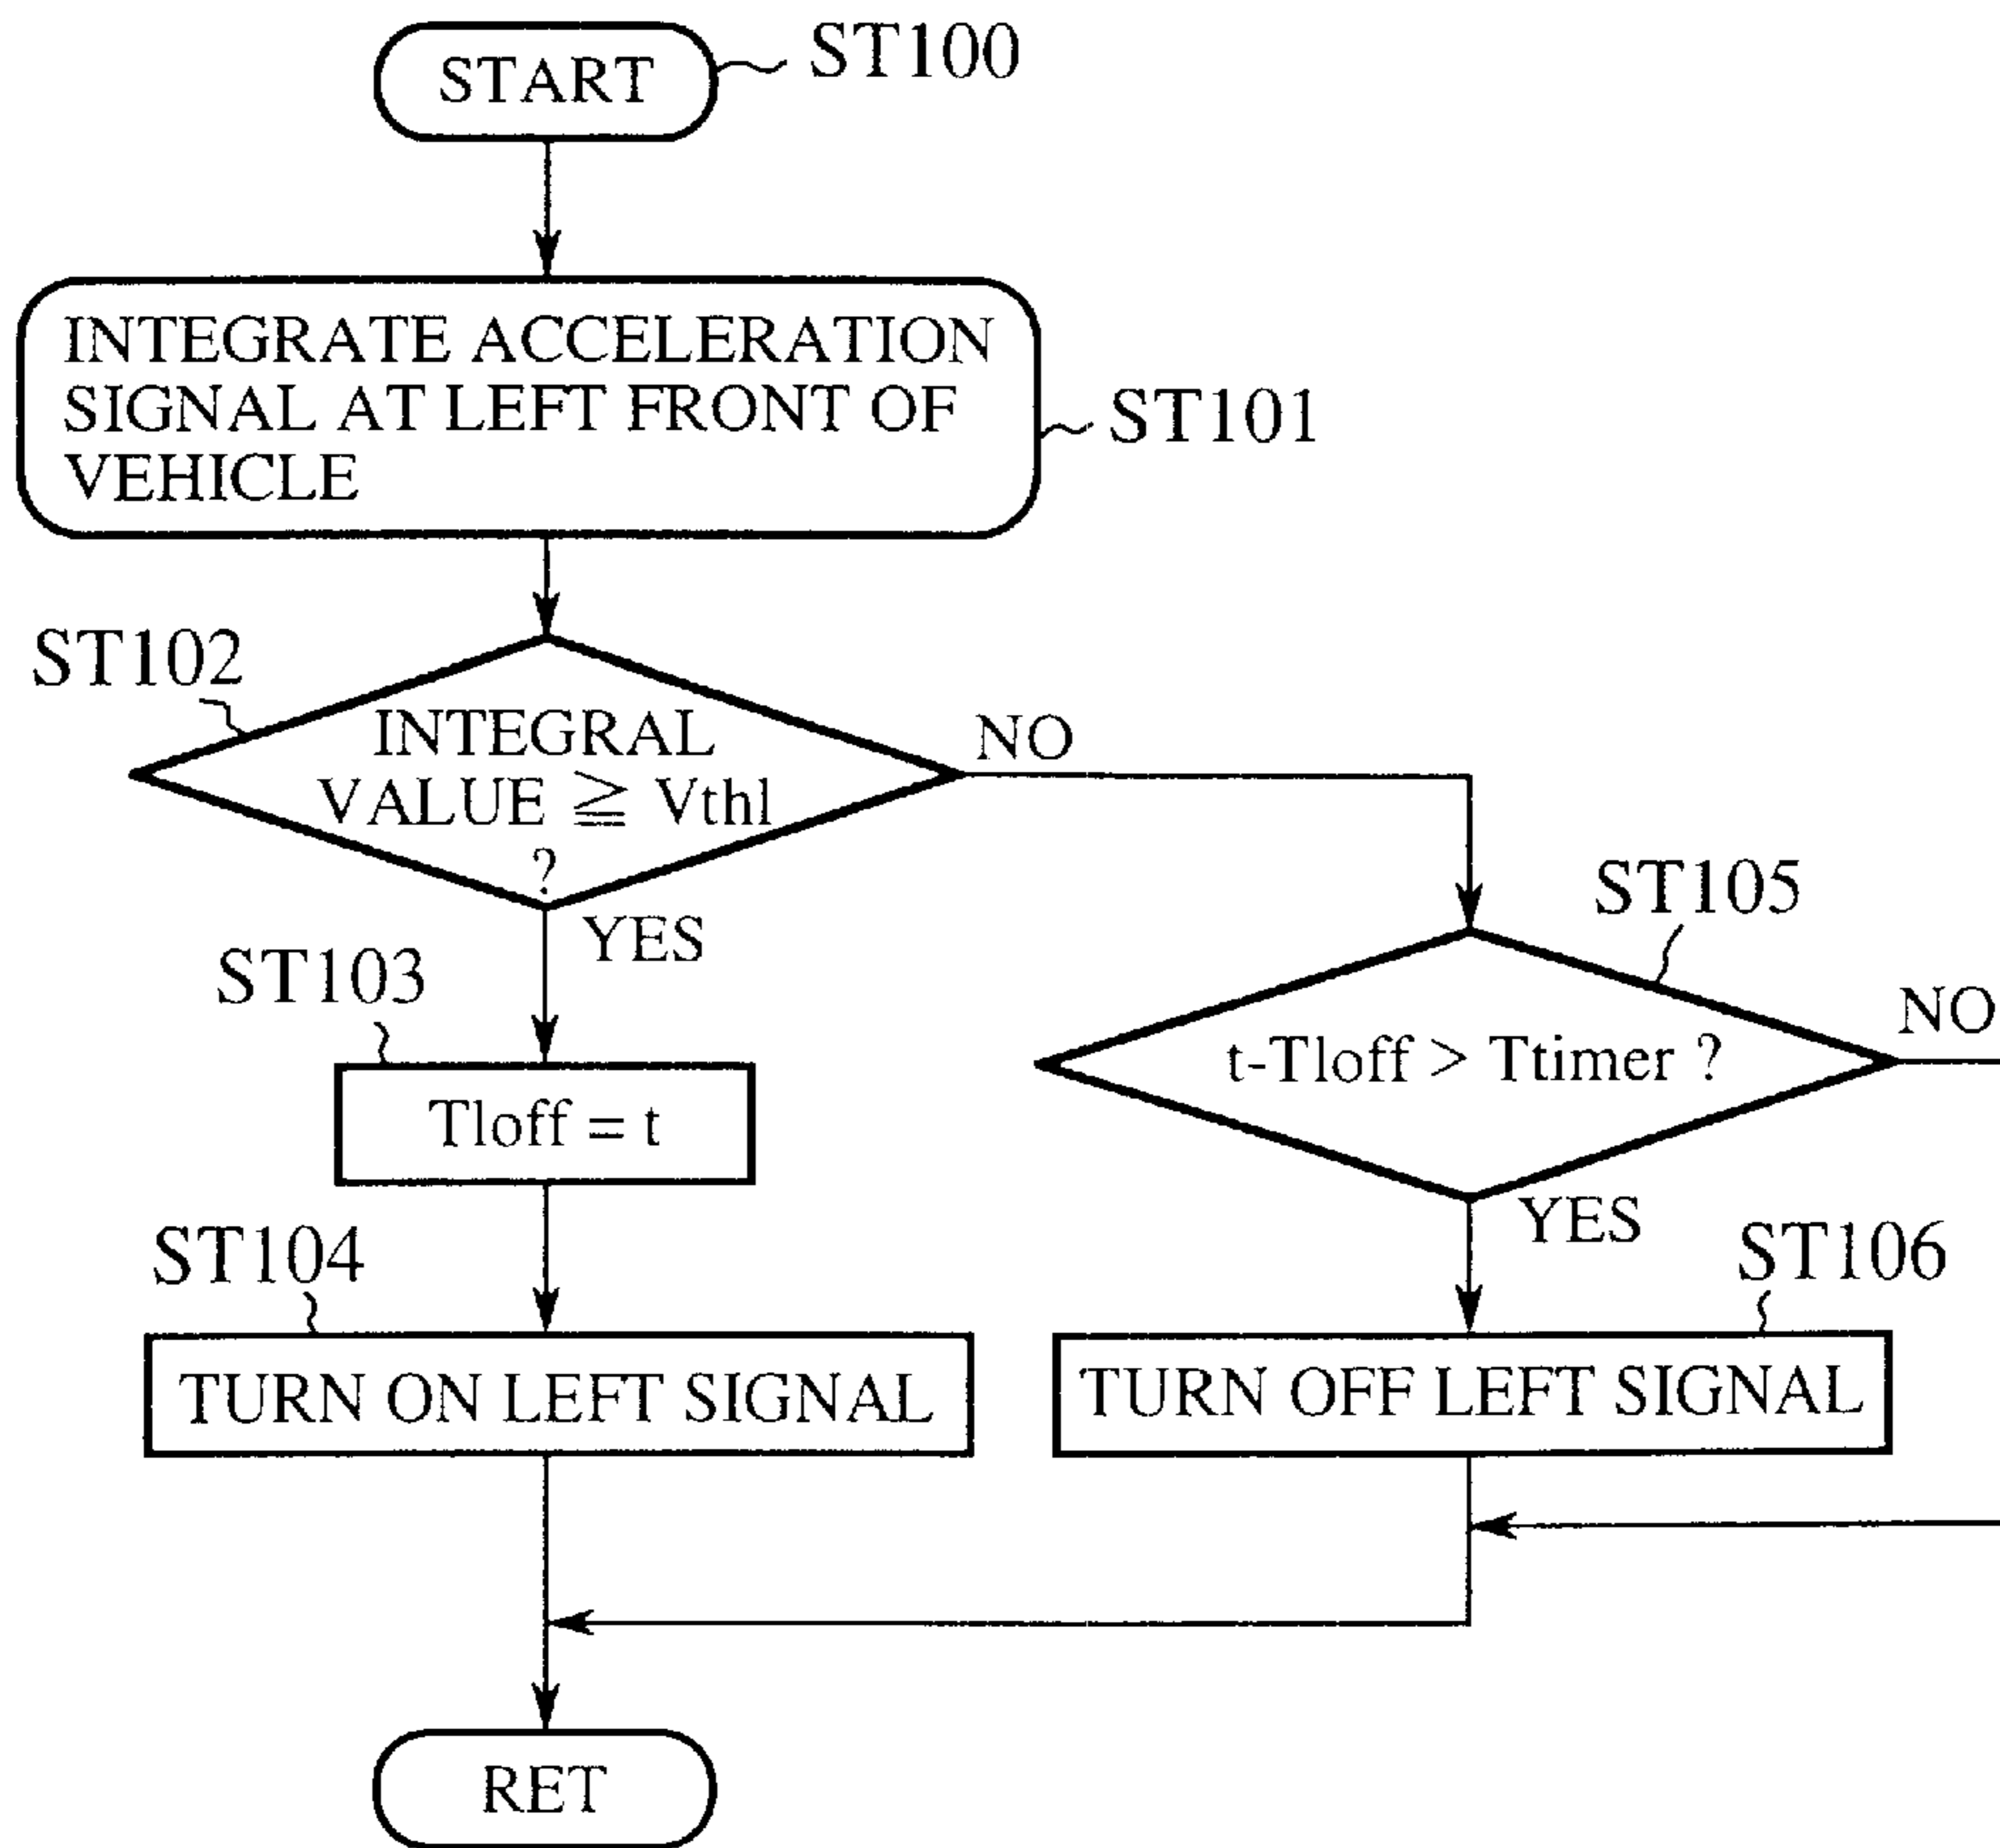 START
ST100
INTEGRATE ACCELERATION
SIGNAL AT LEFT FRONT OF
VEHICLE
ST101
ST102
INTEGRAL
VALUE ≧ Vthl
?
NO
YES
ST103
Tloff = t
ST105
t-Tloff > Ttimer ?
NO
YES
ST104
TURN ON LEFT SIGNAL
ST106
TURN OFF LEFT SIGNAL
RET